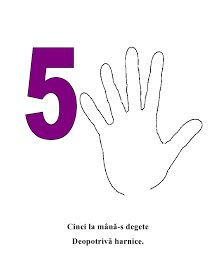 5
Cinci la mână-s degete
Deopotrivă harnice.